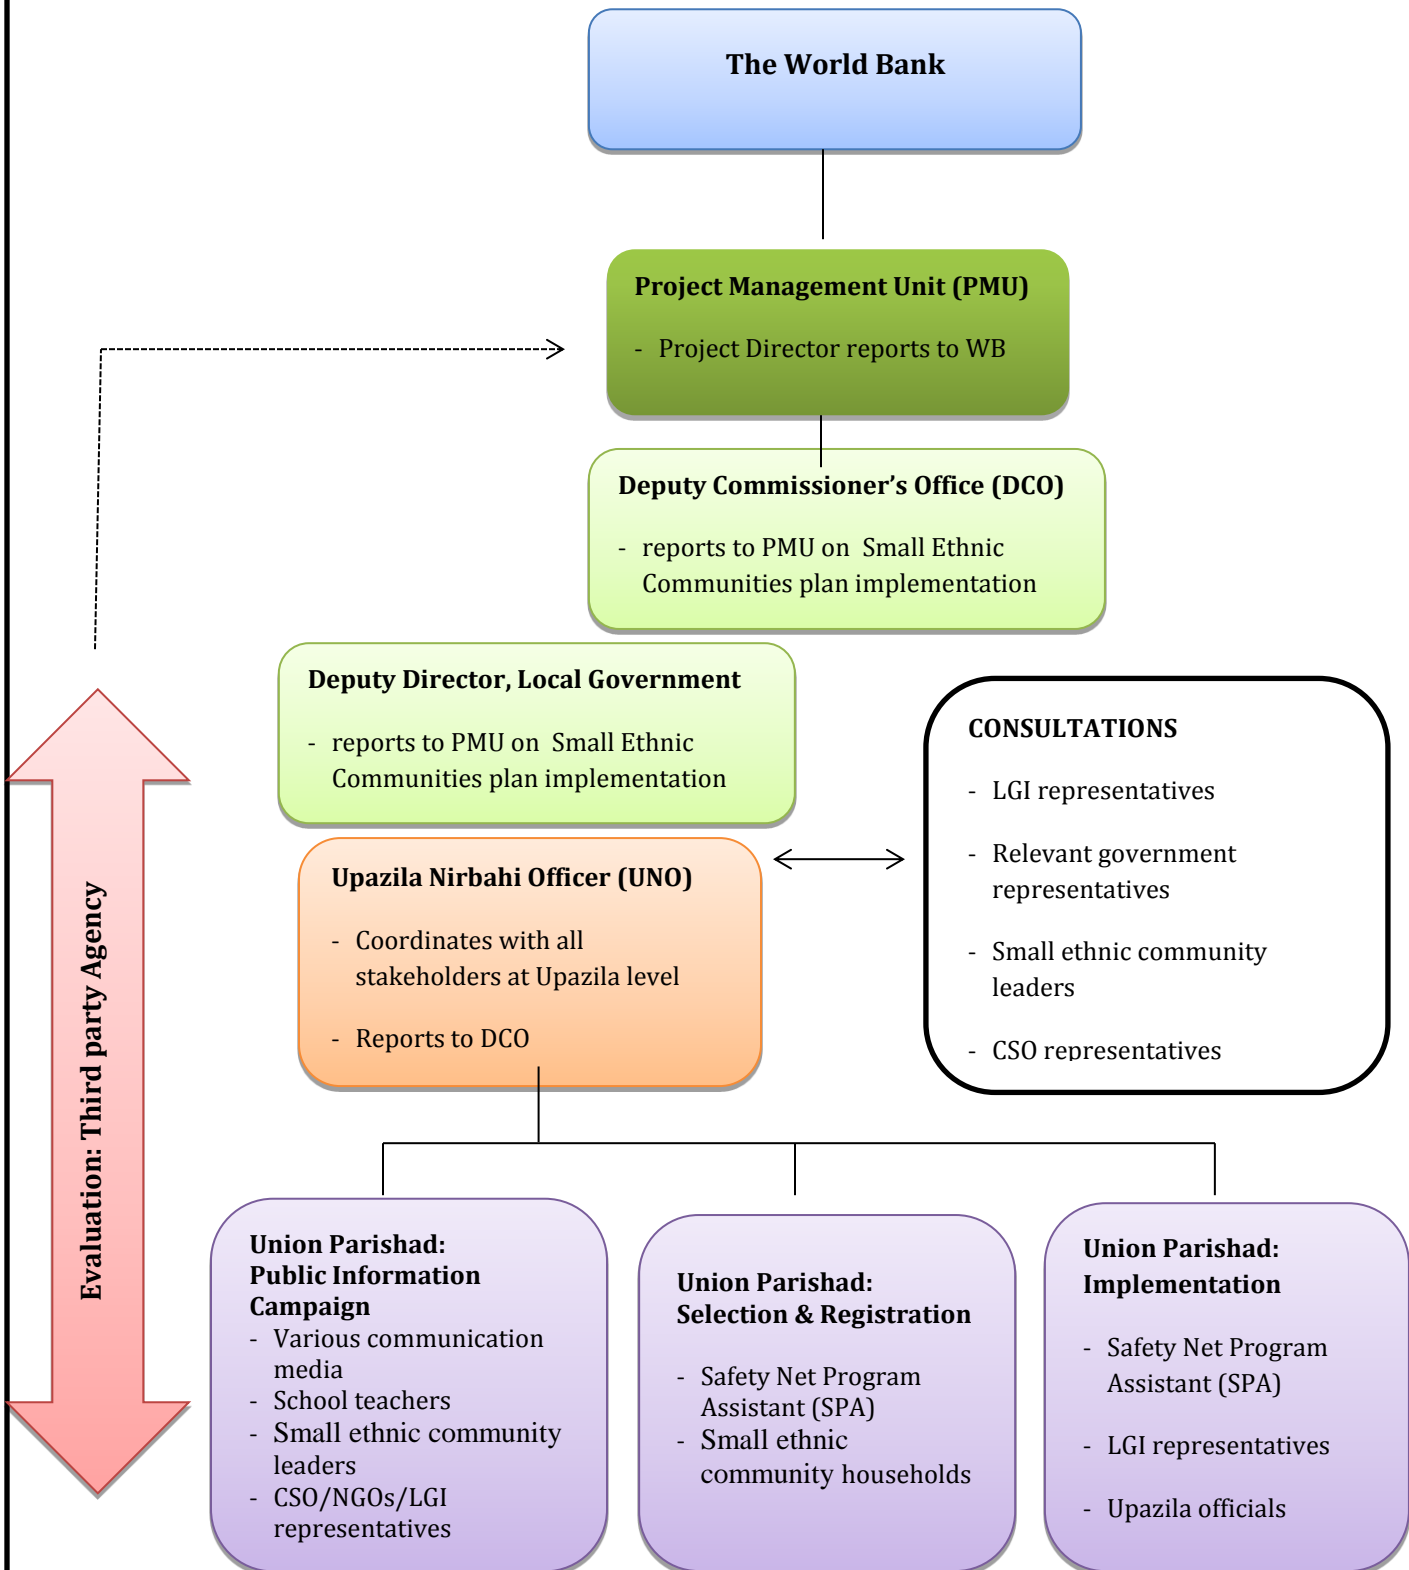 The World Bank
Project Management Unit (PMU)
- Project Director reports to WB
Deputy Commissioner’s Office (DCO)
- reports to PMU on Small Ethnic
Communities plan implementation
Deputy Director, Local Government
- reports to PMU on Small Ethnic
Communities plan implementation
CONSULTATIONS
- LGI representatives
- Relevant government
representatives
- Small ethnic community
leaders
- CSO representatives
Upazila Nirbahi Officer (UNO)
- Coordinates with all
stakeholders at Upazila level
- Reports to DCO
Evaluation: Third party Agency
Union Parishad:
Public Information
Campaign
- Various communication
media
- School teachers
- Small ethnic community
leaders
- CSO/NGOs/LGI
representatives
Union Parishad:
Selection & Registration
- Safety Net Program
Assistant (SPA)
- Small ethnic
community households
Union Parishad:
Implementation
- Safety Net Program
Assistant (SPA)
- LGI representatives
- Upazila officials